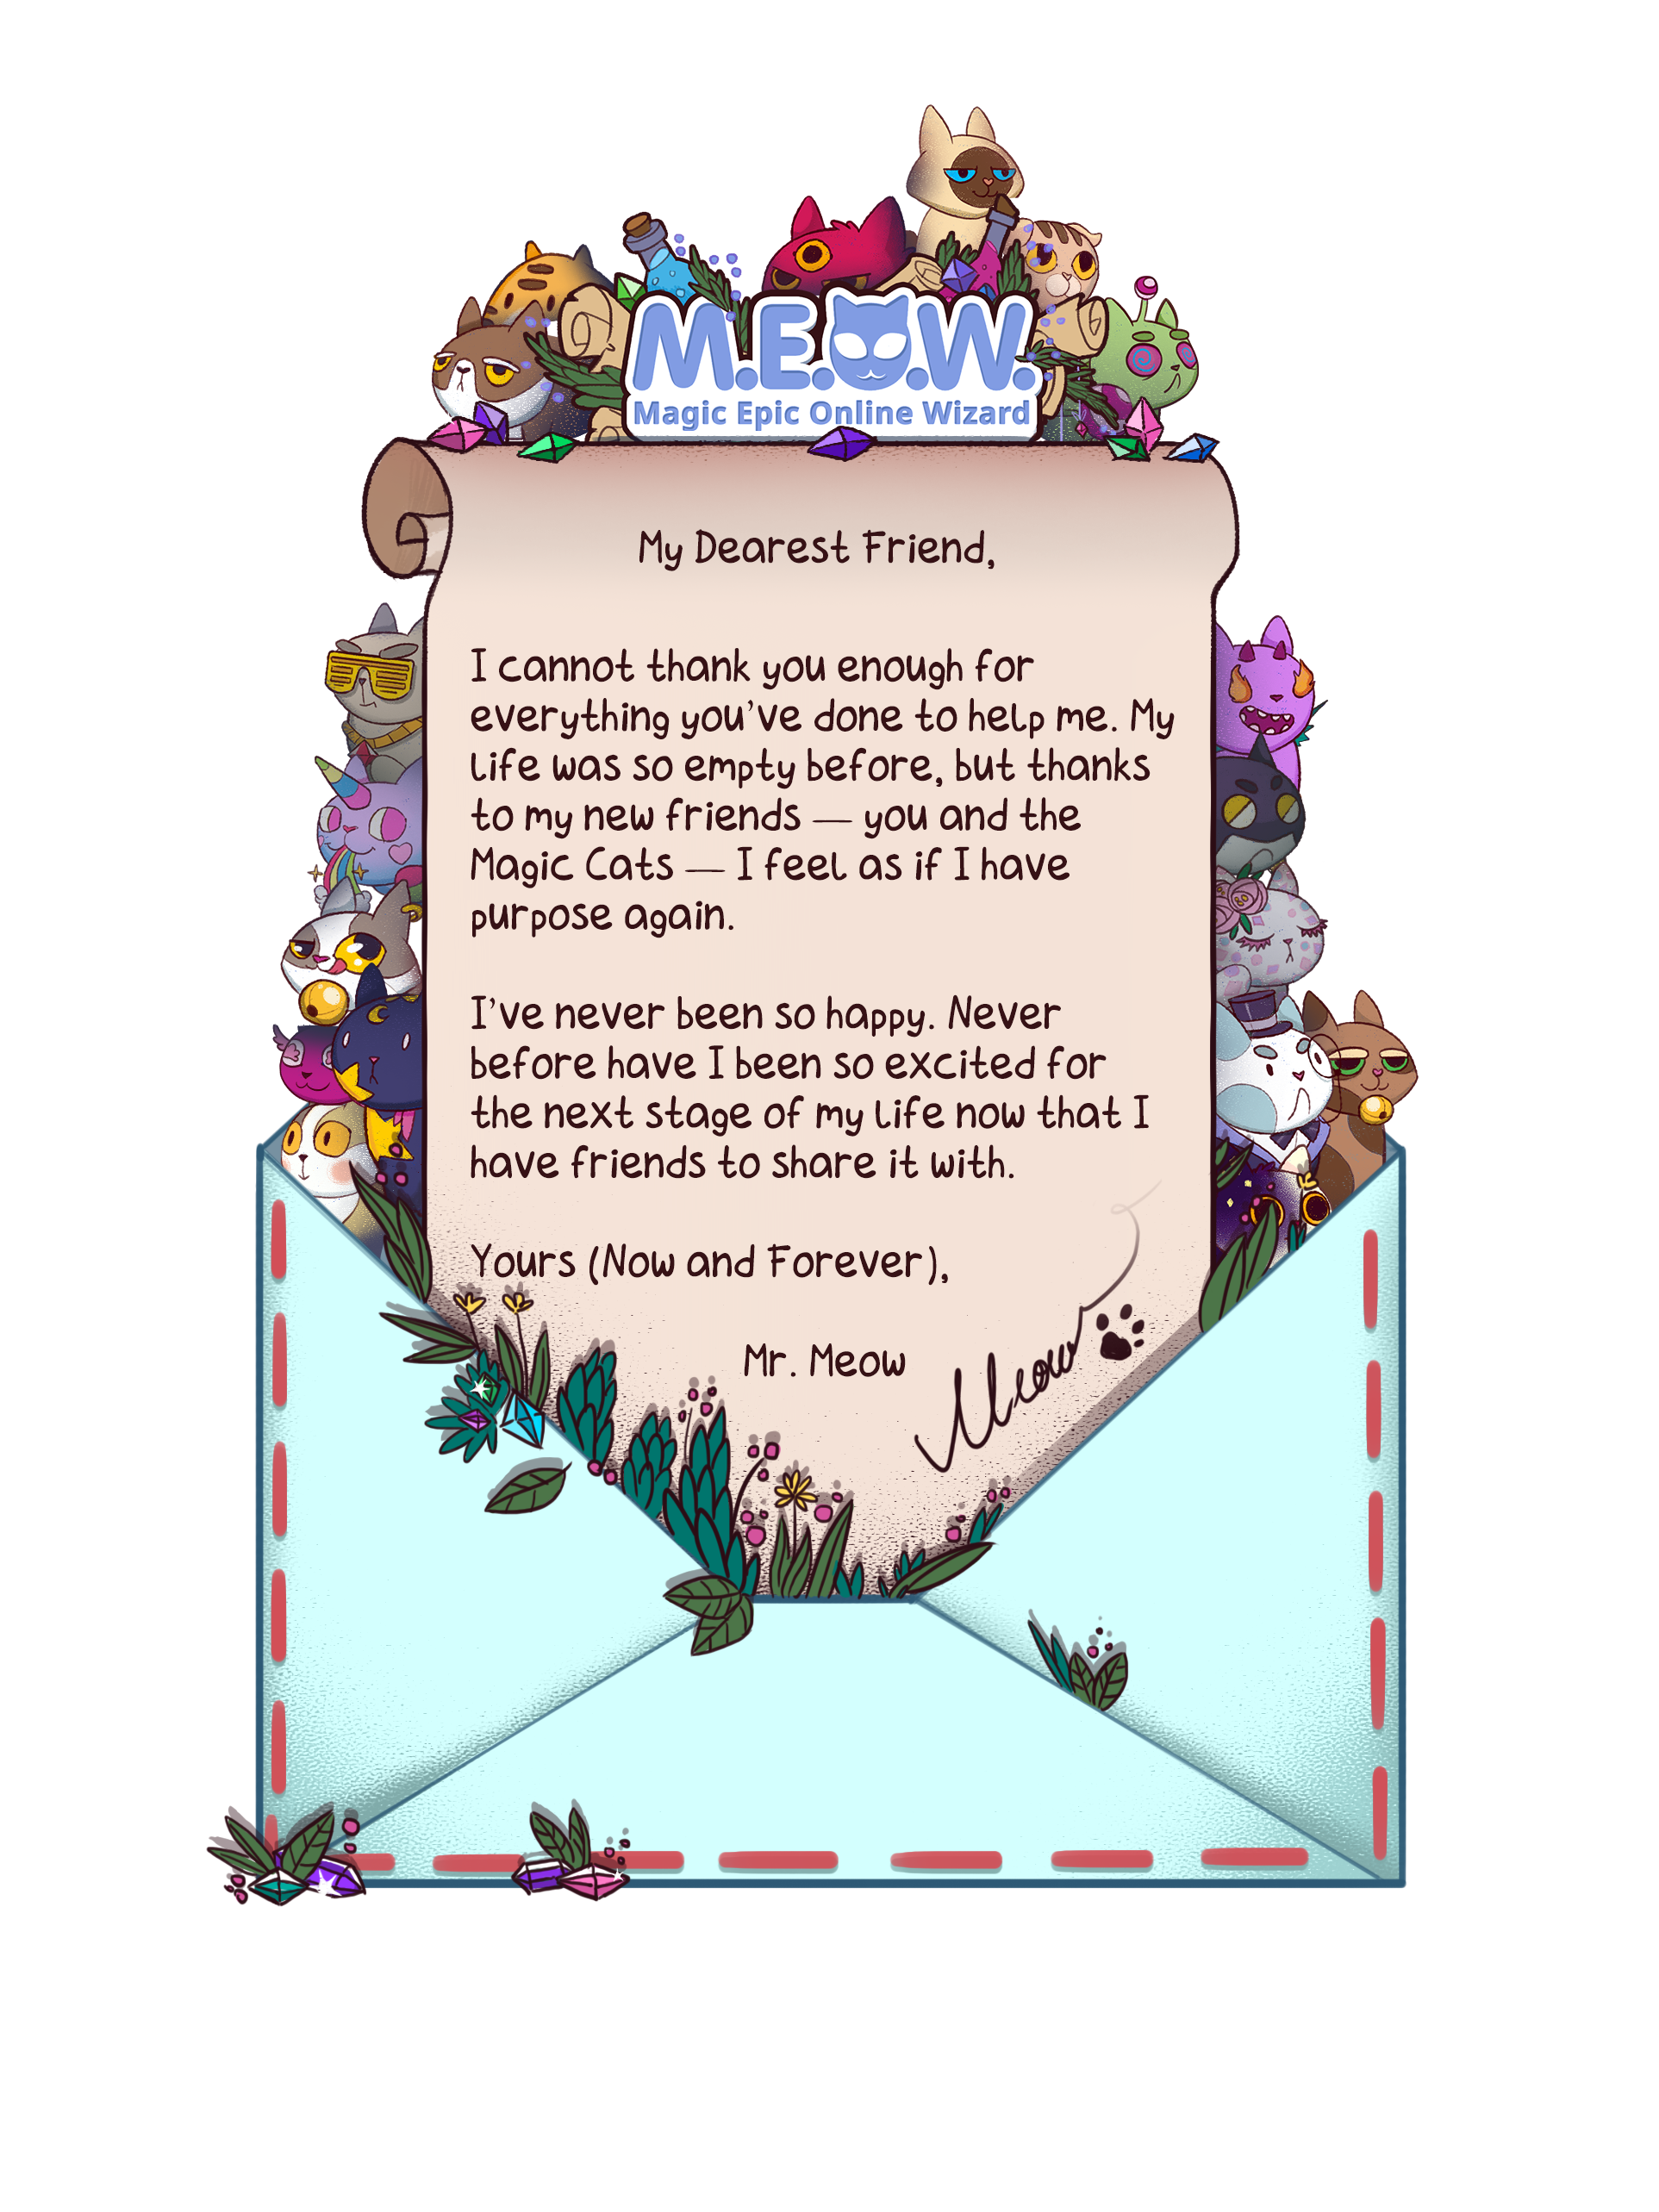 M.E.O.W.
Magic Epic Online Wizard
My Dearest Friend,
I cannot thank you enough for
everything you've done to help me. My
life was so empty before, but thanks
to my new friends — you and the
Magic Cats — I feel as if I have
purpose again.
I've never been so happy. Never
before have I been so excited for
the next stage of my life now that I
have friends to share it with.
Yours (Now and Forever),
Mr. Meow
Meow